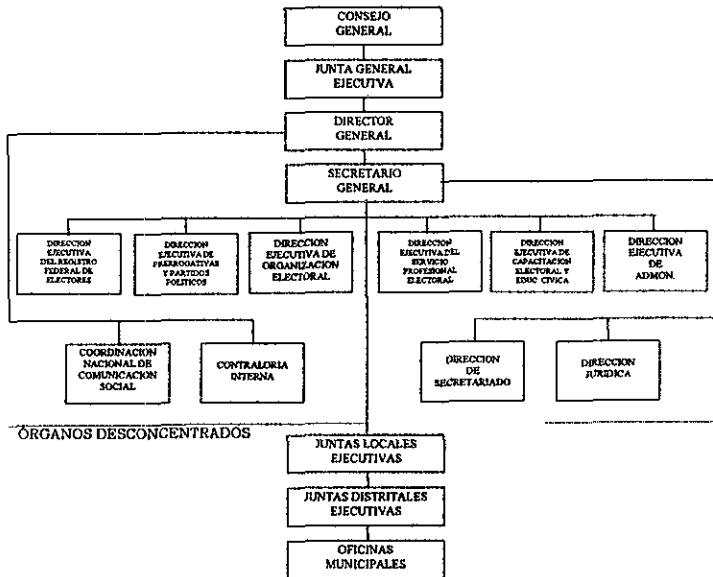 CONSEJO
GENERAL
JUNTA GENERAL
EJECUTVA
DIRECTOR
GENERAL
SECRETARIO
GENERAL
DIRECCION
EJECUTIVA
DEL REGISTRO
FEDERAL DE
ELECTORES
DIRECCION
EJECUTIVA DE
PRERROGATIVAS
Y PARTIDOS
POLITICOS
DIRECCION
EJECUTIVA DE
ORGANIZACION
ELECTORAL
DIRECCION
EJECUTIVA DEL
SERVICIO
PROFESIONAL
ELECTORAL
DIRECCION
EJECUTIVA DE
CAPACITACION
ELECTORAL Y
EDUC CIVICA
DIRECCION
EJECUTIVA
DE
ADMON.
COORDINACION
NACIONAL DE
COMUNICACION
SOCIAL
CONTRALORIA
INTERNA
DIRECCION
DE
SECRETARIADO
DIRECCION
JURIDICA
ÓRGANOS DESCONCENTRADOS
JUNTAS LOCALES
EJECUTIVAS
JUNTAS DISTRITALES
EJECUTIVAS
OFICINAS
MUNICIPALES